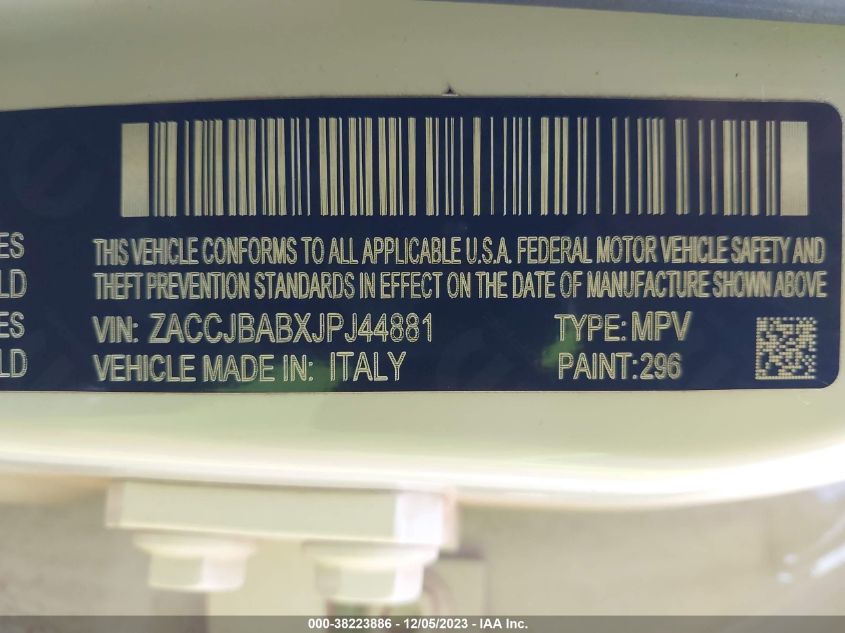 ES
LD
ES
LD
THIS VEHICLE CONFORMS TO ALL APPLICABLE U.S.A. FEDERAL MOTOR VEHICLE SAFETY AND
THEFT PREVENTION STANDARDS IN EFFECT ON THE DATE OF MANUFACTURE SHOWN ABOVE
VIN: ZACCJBABXJPJ44881 TYPE: MPV
VEHICLE MADE IN: ITALY PAINT: 296
000-38223886 - 12/05/2023 - IAA Inc.